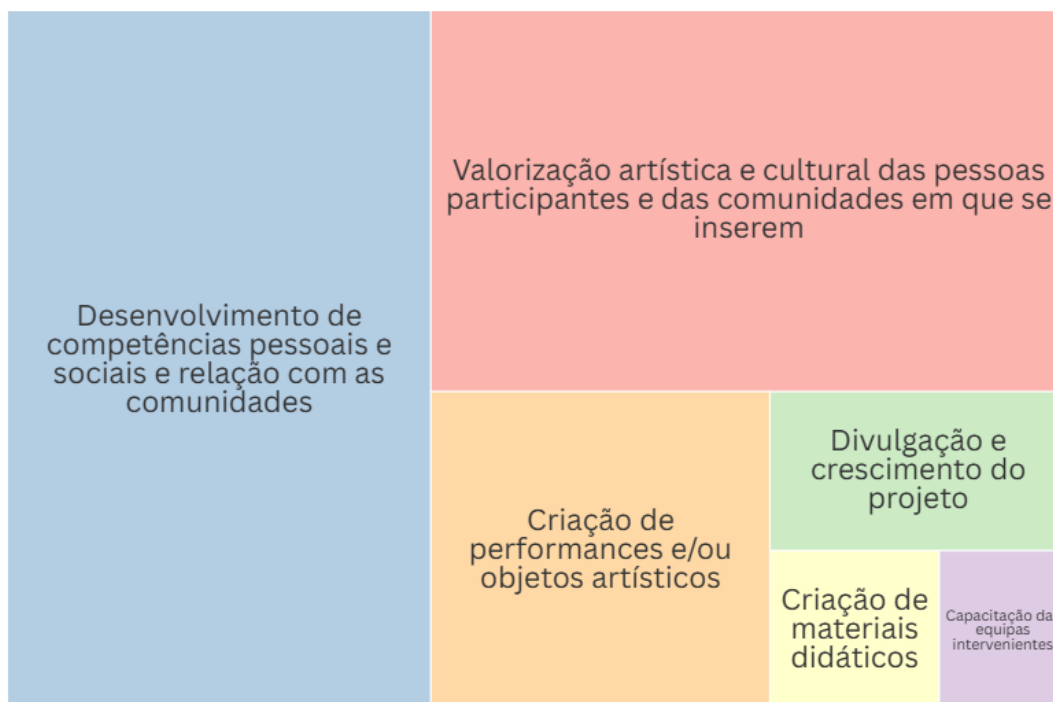 Desenvolvimento de
competências pessoais e
sociais e relação com as
comunidades
Valorização artística e cultural das pessoas
participantes e das comunidades em que se
inserem
Criação de
performances e/ou
objetos artísticos
Divulgação e
crescimento do
projeto
Criação de
materiais
didáticos
Capacitação da
equipas
intervenientes